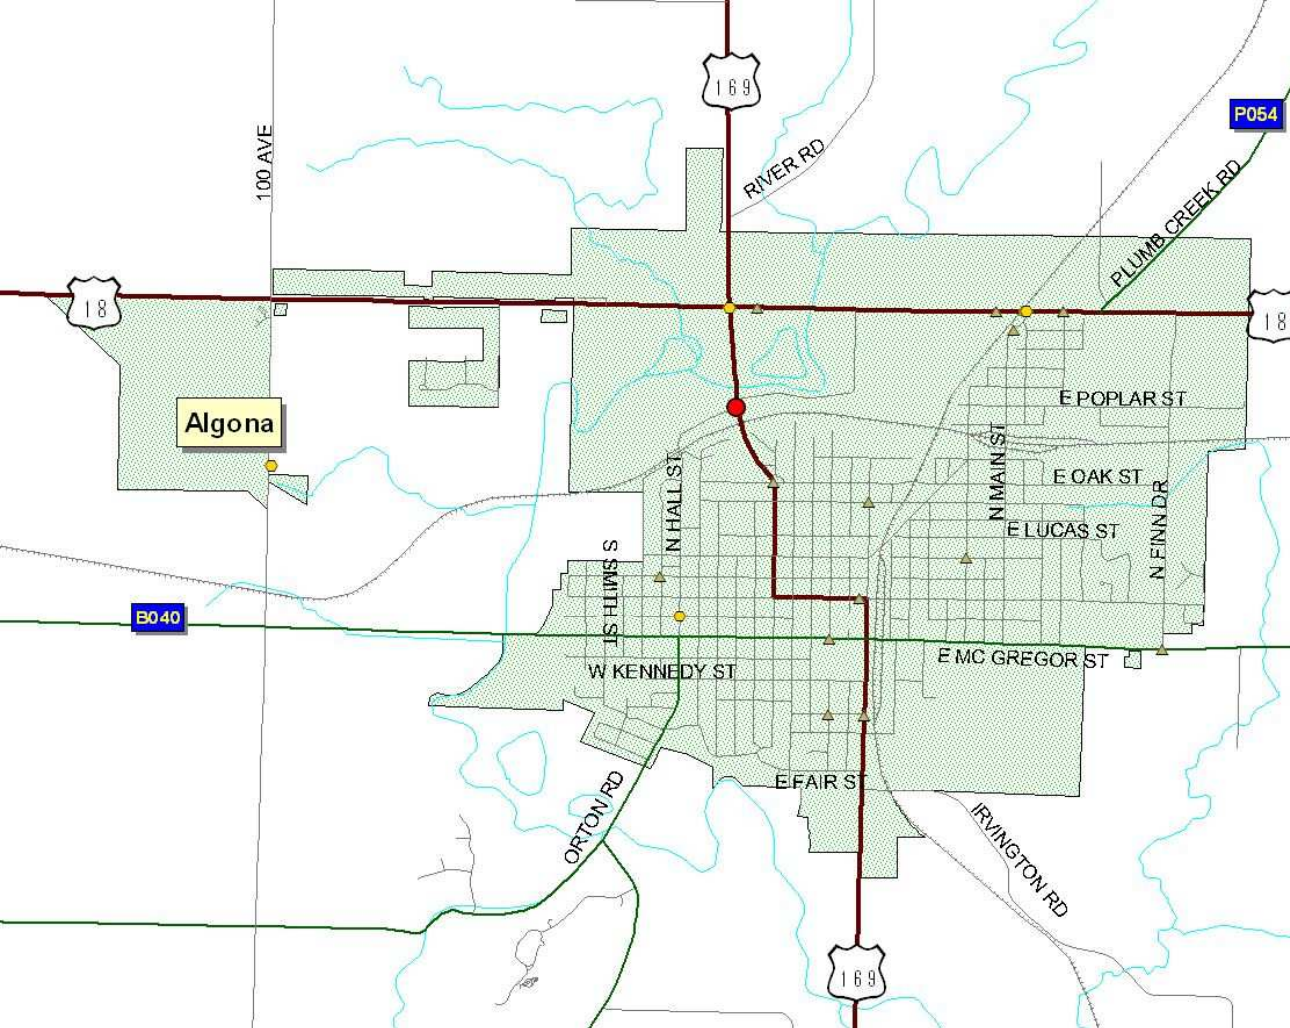 169
P054
100 AVE
RIVER RD
PLUMB CREEK RD
18
18
E POPLAR ST
Algona
N MAIN ST
N HALL ST
E OAK ST
N FINN DR
E LUCAS ST
S SMITH ST
B040
E MC GREGOR ST
W KENNEDY ST
E FAIR ST
ORTON RD
IRVINGTON RD
169